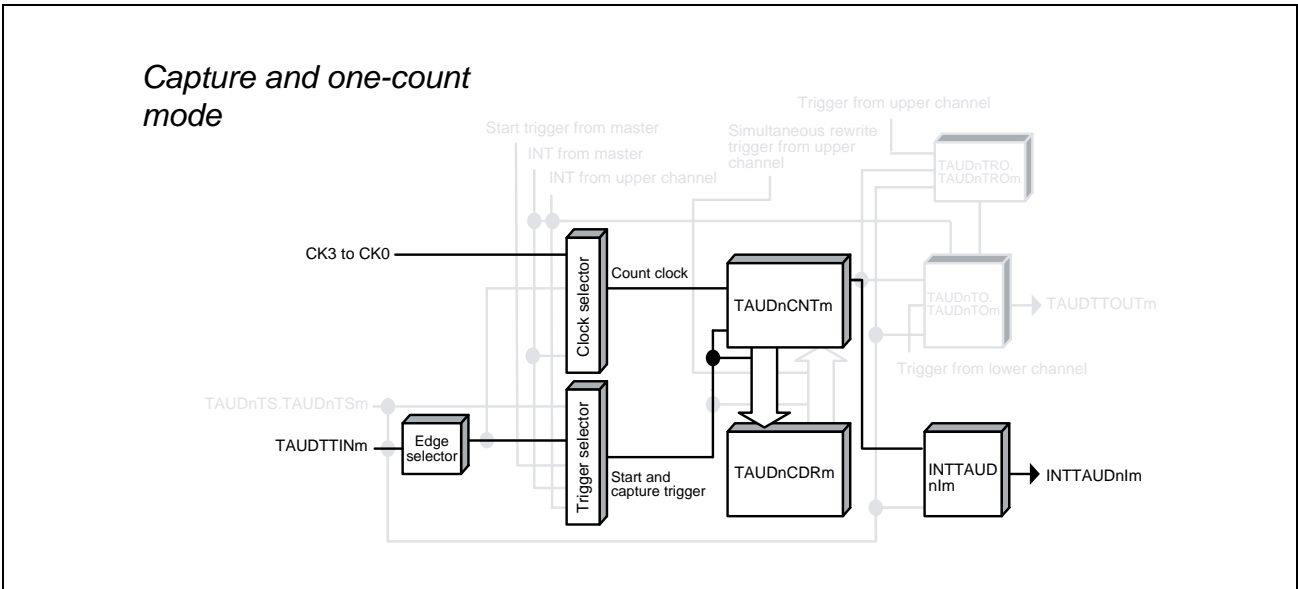 Capture and one-count
mode
Trigger from upper channel
Start trigger from master
Simultaneous rewrite
trigger from upper
channel
INT from master
INT from upper channel
TAUDnTRO.
TAUDnTROm
CK3 to CK0
Clock selector
Count clock
TAUDnCNTm
TAUDnTO.
TAUDnTOm
TAUDTTOUTm
Trigger from lower channel
TAUDnTS.TAUDnTSm
TAUDTTINm
Edge
selector
Trigger selector
Start and
capture trigger
TAUDnCDRm
INTTAUD
nIm
INTTAUDnIm